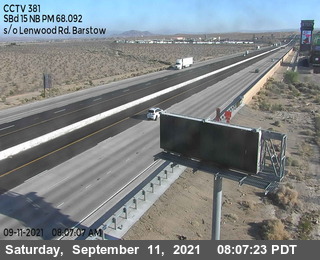 CCTV 381
SBd 15 NB PM 68.092
s/o Lenwood Rd. Barstow
09-11-2021 08:07:07 AM
Saturday, September 11, 2021 08:07:23 PDT